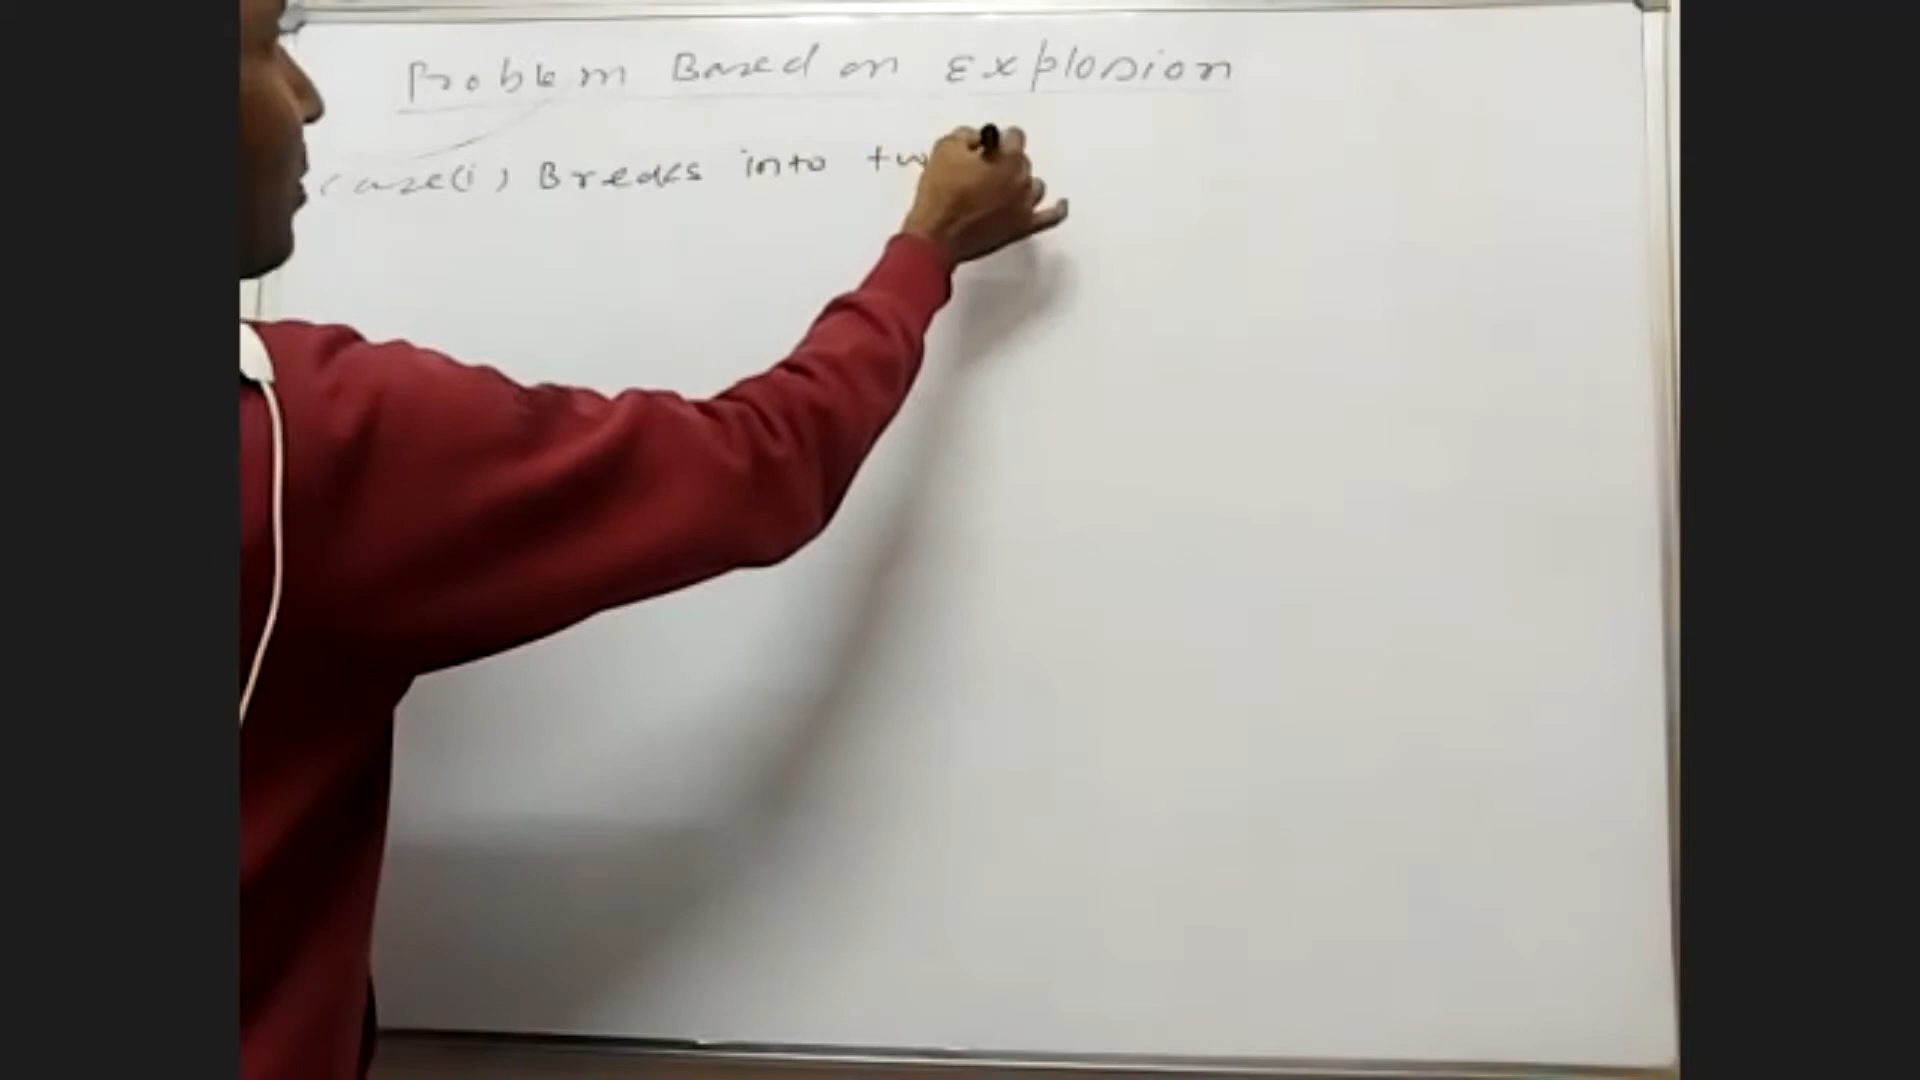 Problem Based on Explosion
Case(i) Breaks into tw